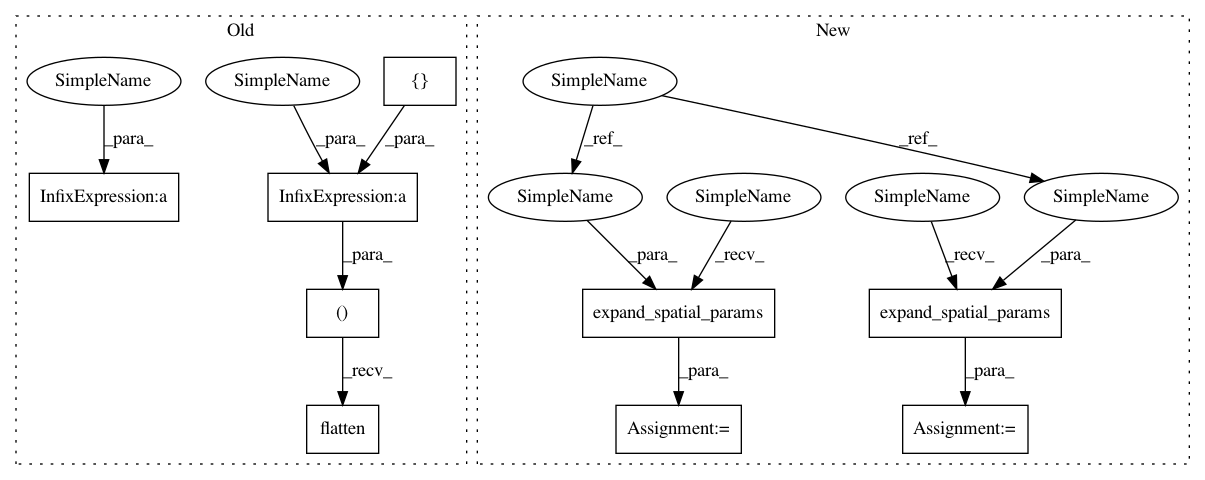 Old
New
SimpleName
SimpleName
{}
SimpleName
_para_
_para_
_para_
_ref_
_ref_
InfixExpression:a
InfixExpression:a
SimpleName
SimpleName
SimpleName
SimpleName
_para_
_para_
_recv_
_recv_
_para_
()
expand_spatial_params
expand_spatial_params
_recv_
_para_
_para_
flatten
Assignment:=
Assignment:=